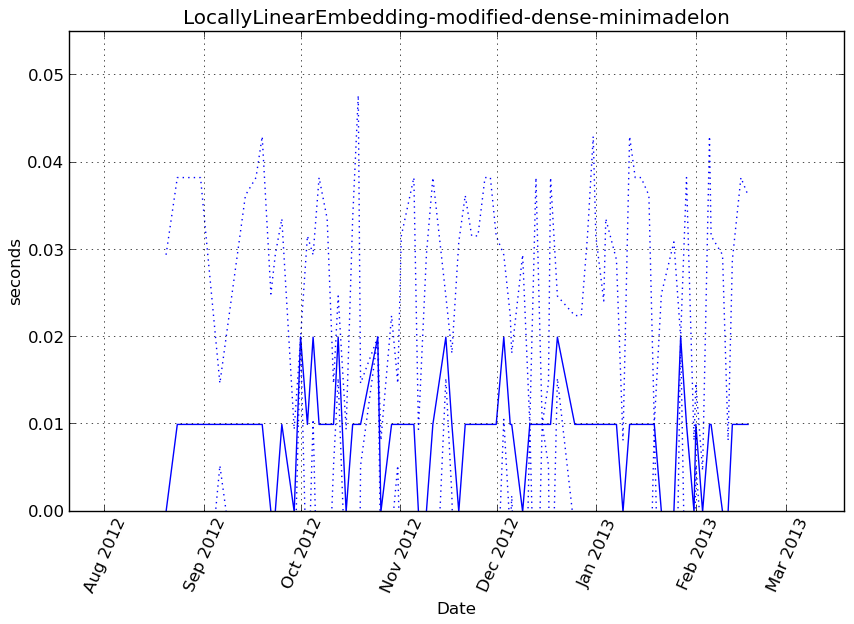 LocallyLinearEmbedding-modified-dense-minimadelon
seconds
0.05
0.04
0.03
0.02
0.01
0.00
Aug 2012
Sep 2012
Oct 2012
Nov 2012
Dec 2012
Jan 2013
Feb 2013
Mar 2013
Date